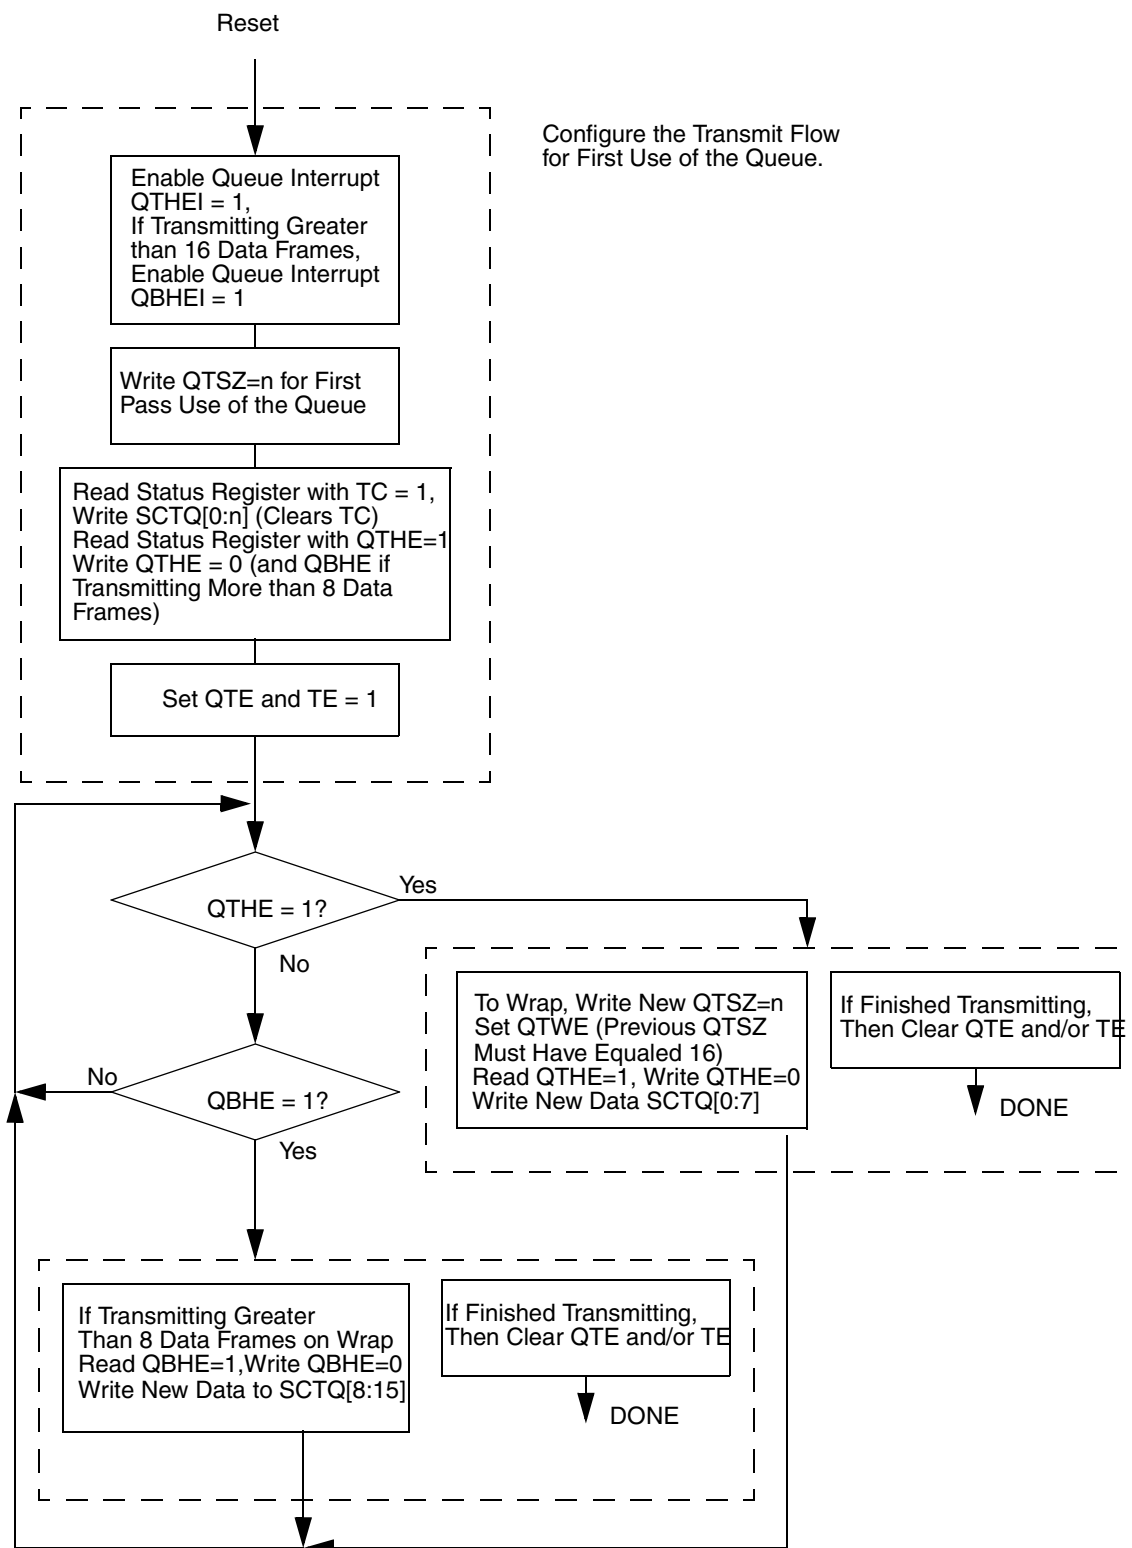 Reset
Configure the Transmit Flow
for First Use of the Queue.
Enable Queue Interrupt
QTHEI = 1,
If Transmitting Greater
than 16 Data Frames,
Enable Queue Interrupt
QBHEI = 1
Write QTSZ=n for First
Pass Use of the Queue
Read Status Register with TC = 1,
Write SCTQ[0:n] (Clears TC)
Read Status Register with QTHE=1
Write QTHE = 0 (and QBHE if
Transmitting More than 8 Data
Frames)
Set QTE and TE = 1
QTHE = 1?
Yes
No
To Wrap, Write New QTSZ=n
Set QTWE (Previous QTSZ
Must Have Equaled 16)
Read QTHE=1, Write QTHE=0
Write New Data SCTQ[0:7]
If Finished Transmitting,
Then Clear QTE and/or TE
DONE
No
QBHE = 1?
Yes
If Transmitting Greater
Than 8 Data Frames on Wrap
Read QBHE=1,Write QBHE=0
Write New Data to SCTQ[8:15]
If Finished Transmitting,
Then Clear QTE and/or TE
DONE